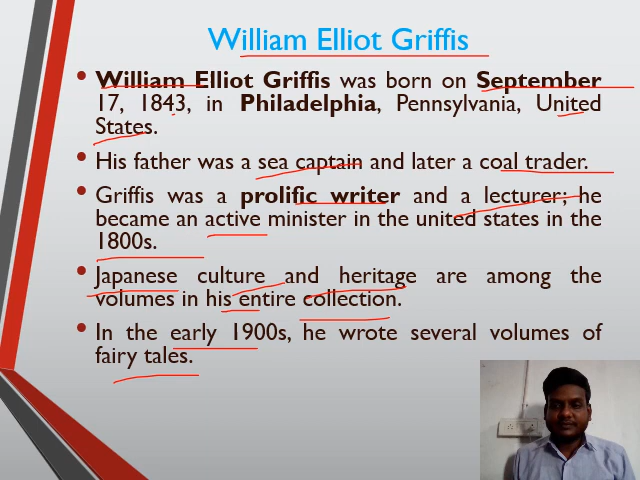 William Elliot Griffis
• William Elliot Griffis was born on September
17, 1843, in Philadelphia, Pennsylvania, United
States.
• His father was a sea captain and later a coal trader.
• Griffis was a prolific writer and a lecturer; he
became an active minister in the united states in the
1800s.
• Japanese culture and heritage are among the
volumes in his entire collection.
• In the early 1900s, he wrote several volumes of
fairy tales.